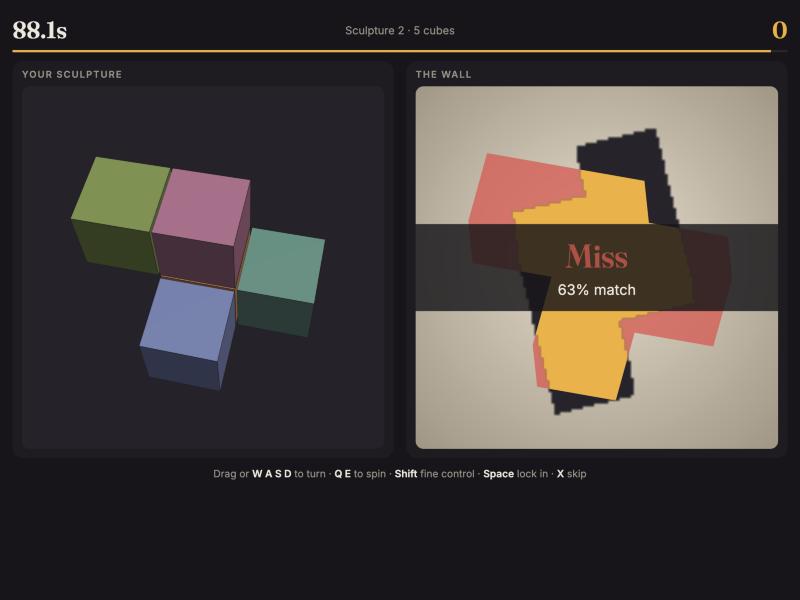 88.1s
Sculpture 2 · 5 cubes
0
YOUR SCULPTURE
THE WALL
Miss
63% match
Drag or W A S D to turn · Q E to spin · Shift fine control · Space lock in · X skip